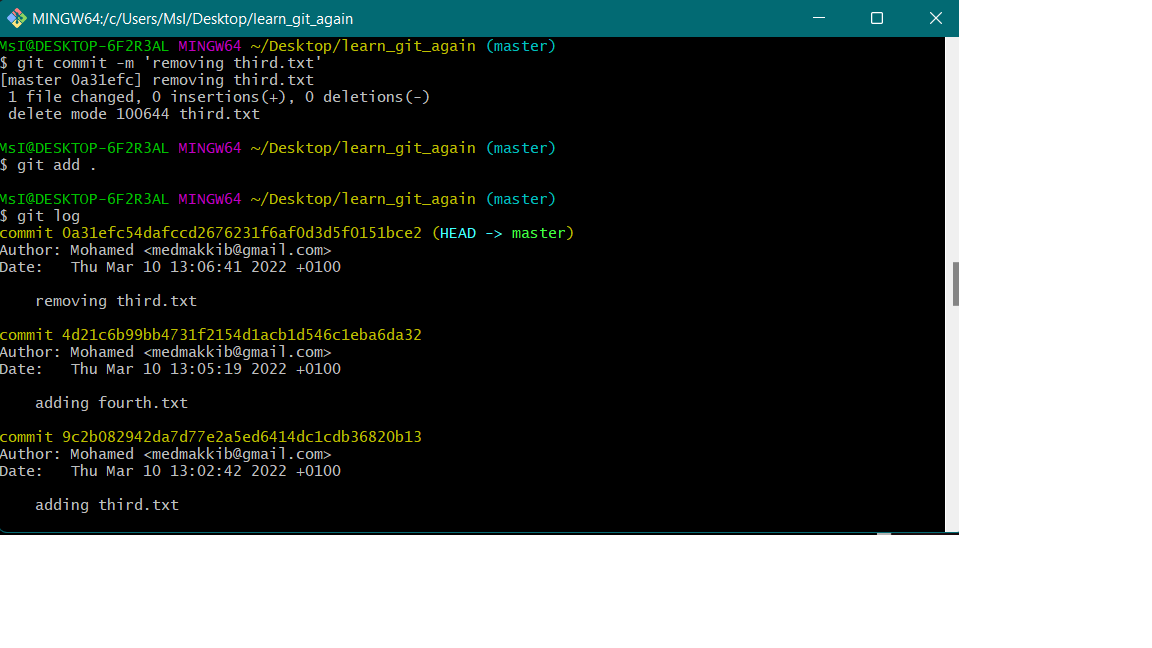 MINGW64:/c/Users/MsI/Desktop/learn_git_again
MsI@DESKTOP-6F2R3AL MINGW64 ~/Desktop/learn_git_again (master)
$ git commit -m 'removing third.txt'
[master 0a31efc] removing third.txt
 1 file changed, 0 insertions(+), 0 deletions(-)
 delete mode 100644 third.txt

MsI@DESKTOP-6F2R3AL MINGW64 ~/Desktop/learn_git_again (master)
$ git add .

MsI@DESKTOP-6F2R3AL MINGW64 ~/Desktop/learn_git_again (master)
$ git log
commit 0a31efc54dafccd2676231f6af0d3d5f0151bce2 (HEAD -> master)
Author: Mohamed <medmakkib@gmail.com>
Date:   Thu Mar 10 13:06:41 2022 +0100

    removing third.txt

commit 4d21c6b99bb4731f2154d1acb1d546c1eba6da32
Author: Mohamed <medmakkib@gmail.com>
Date:   Thu Mar 10 13:05:19 2022 +0100

    adding fourth.txt

commit 9c2b082942da7d77e2a5ed6414dc1cdb36820b13
Author: Mohamed <medmakkib@gmail.com>
Date:   Thu Mar 10 13:02:42 2022 +0100

    adding third.txt